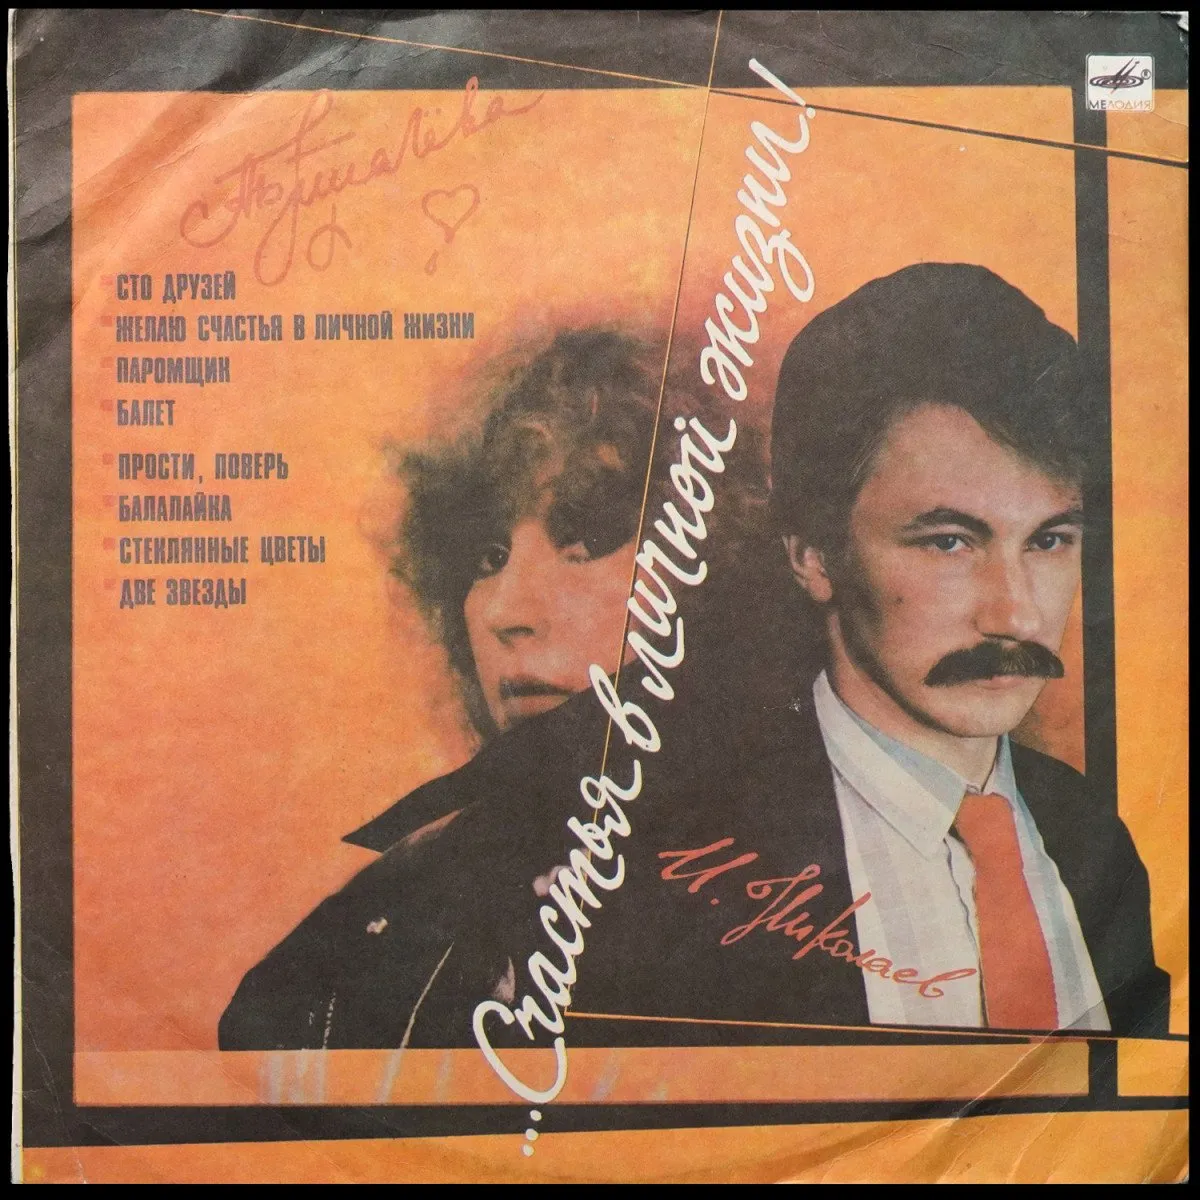 А. Пугачёва
МЕЛОДИЯ
СТО ДРУЗЕЙ
ЖЕЛАЮ СЧАСТЬЯ В ЛИЧНОЙ ЖИЗНИ
ПАРОМЩИК
БАЛЕТ
ПРОСТИ, ПОВЕРЬ
БАЛАЛАЙКА
СТЕКЛЯННЫЕ ЦВЕТЫ
ДВЕ ЗВЕЗДЫ
...Счастья в личной жизни!
И. Николаев